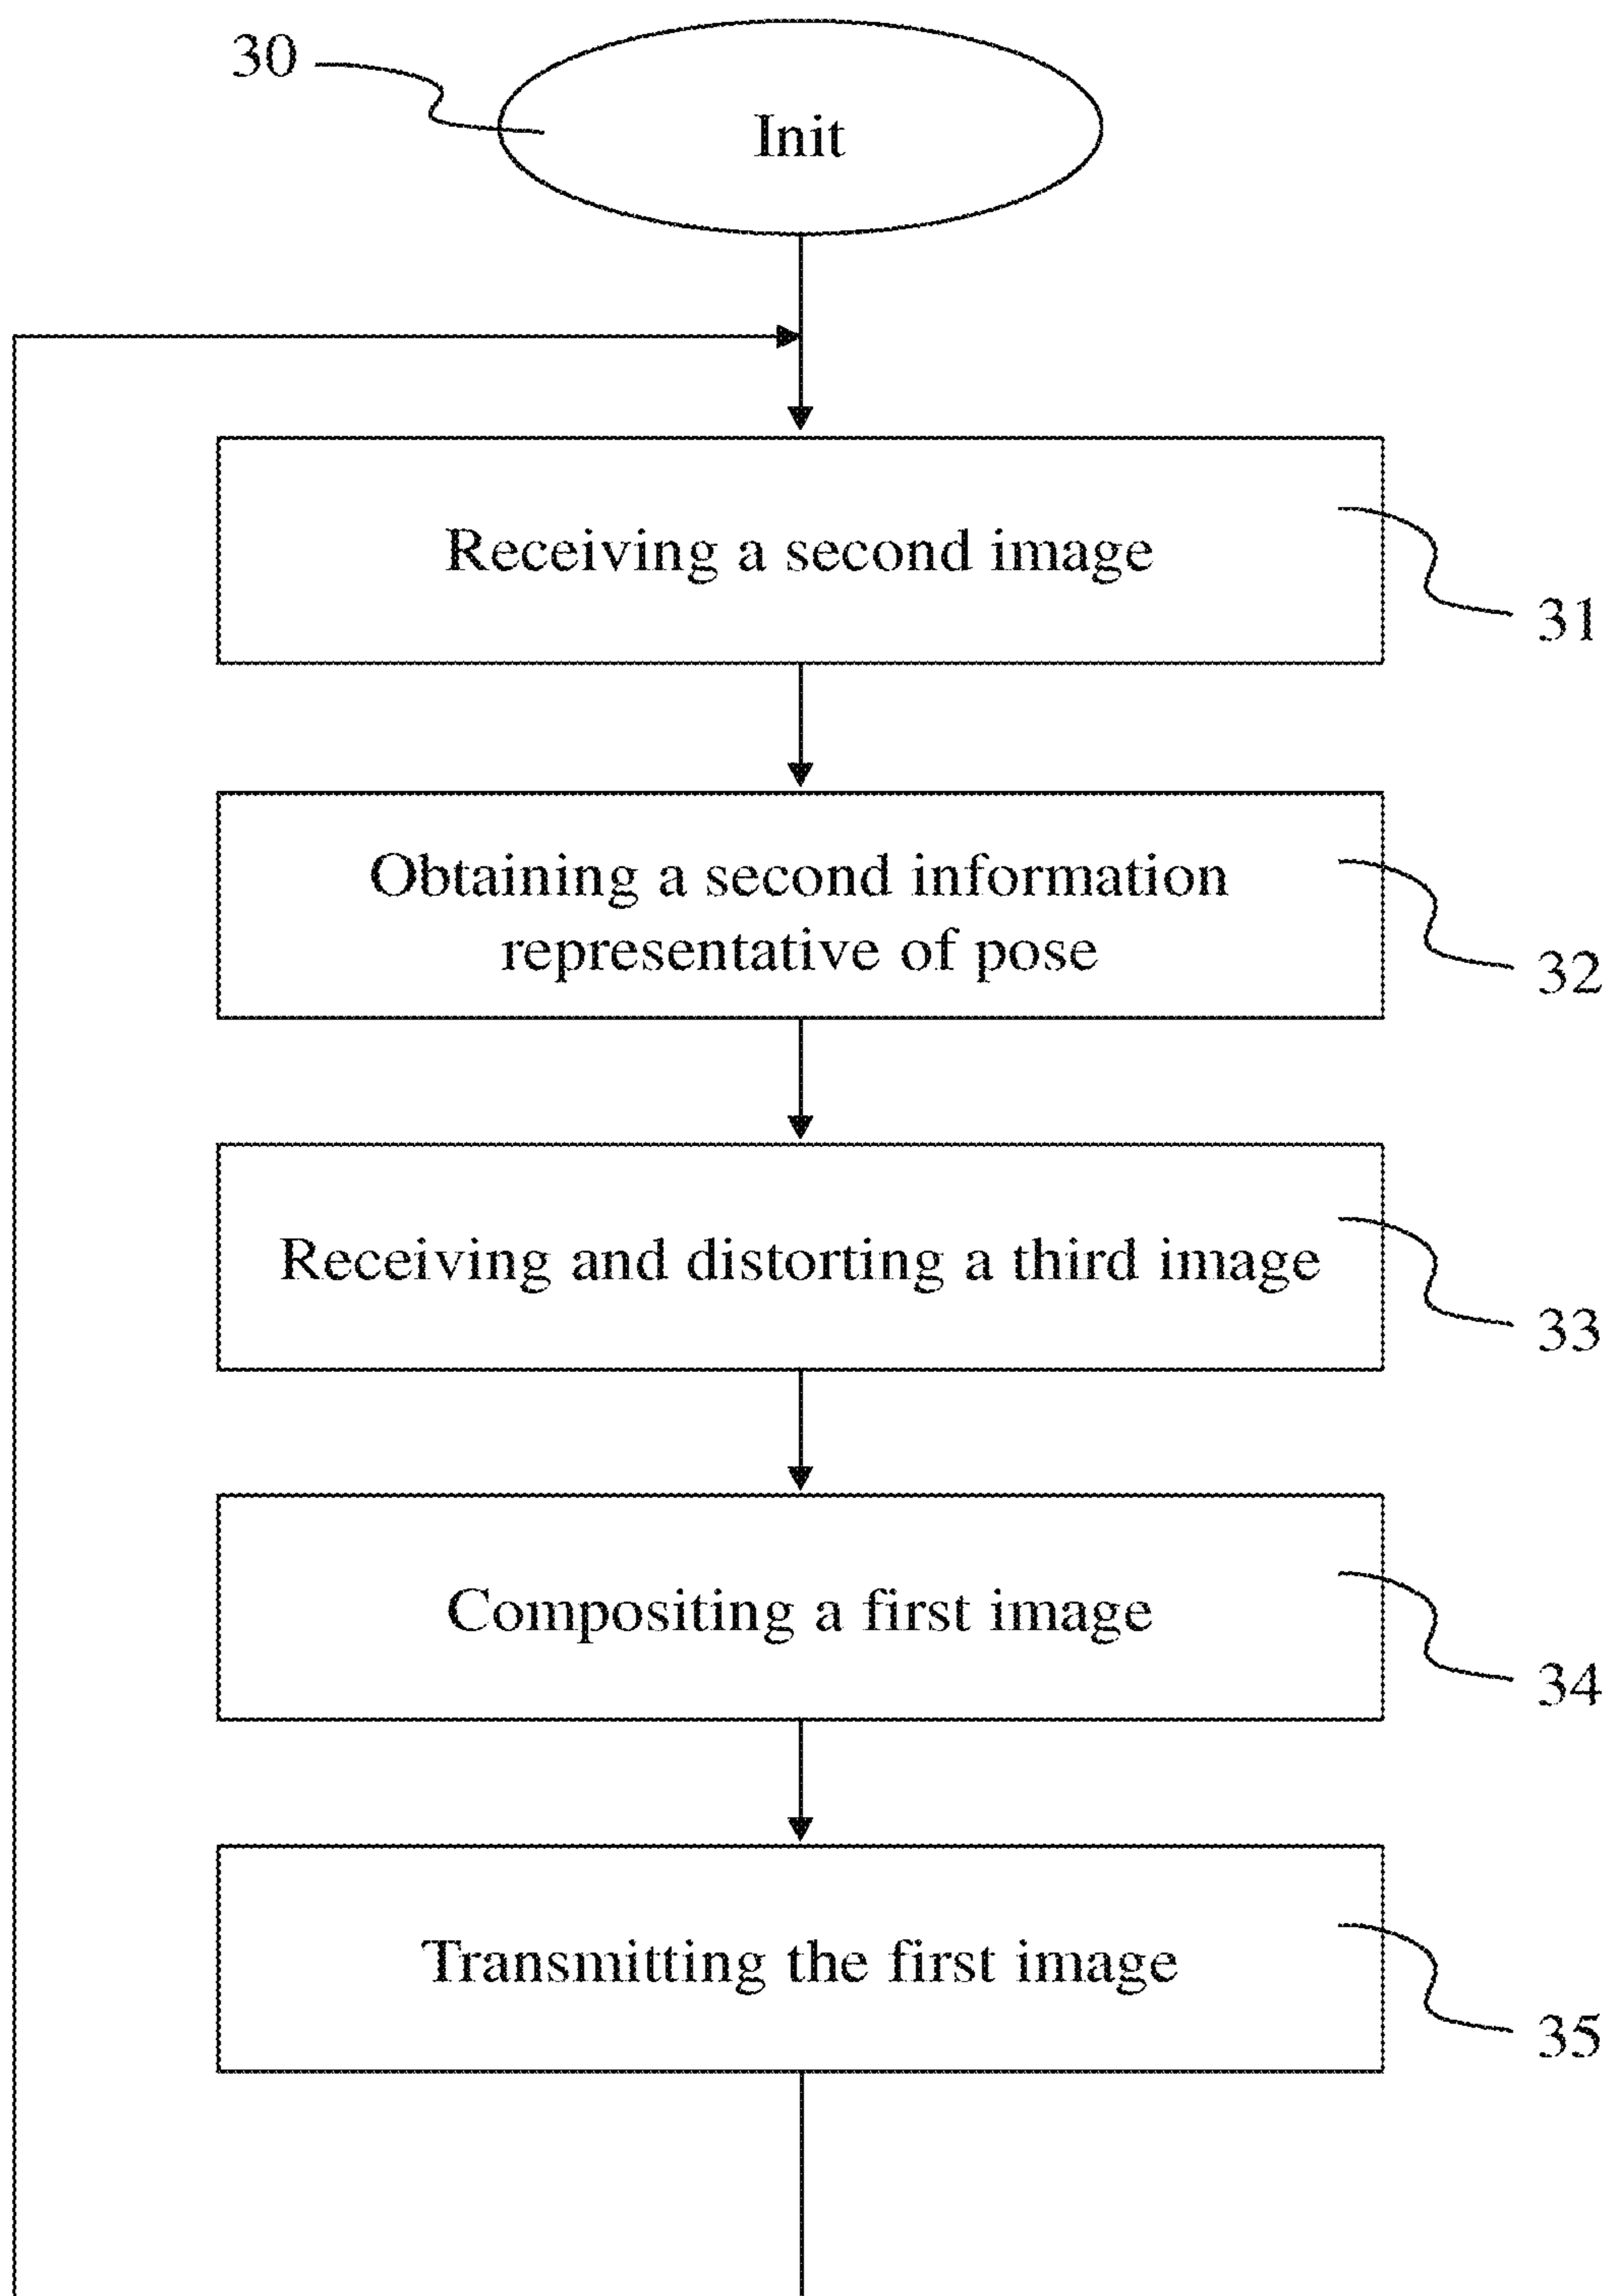 30
Init
Receiving a second image
31
Obtaining a second information
representative of pose
32
Receiving and distorting a third image
33
Compositing a first image
34
Transmitting the first image
35